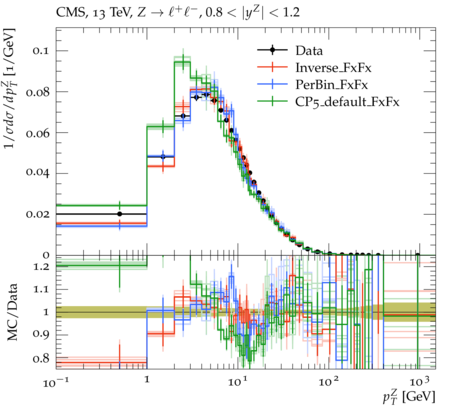 CMS, 13 TeV, Z → ℓ⁺ℓ⁻, 0.8 < |y^Z| < 1.2
1/σdσ/dp_T^Z [1/GeV]
0.1
0.08
0.06
0.04
0.02
0
Data
Inverse_FxFx
PerBin_FxFx
CP5_default_FxFx
MC/Data
1.2
1.1
1
0.9
0.8
10⁻¹ 1 10¹ 10² 10³
p_T^Z [GeV]